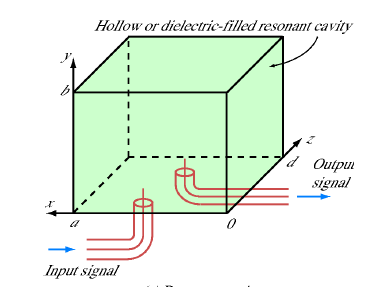 Hollow or dielectric-filled resonant cavity
y
b
z
d
Output
signal
x
a
0
Input signal